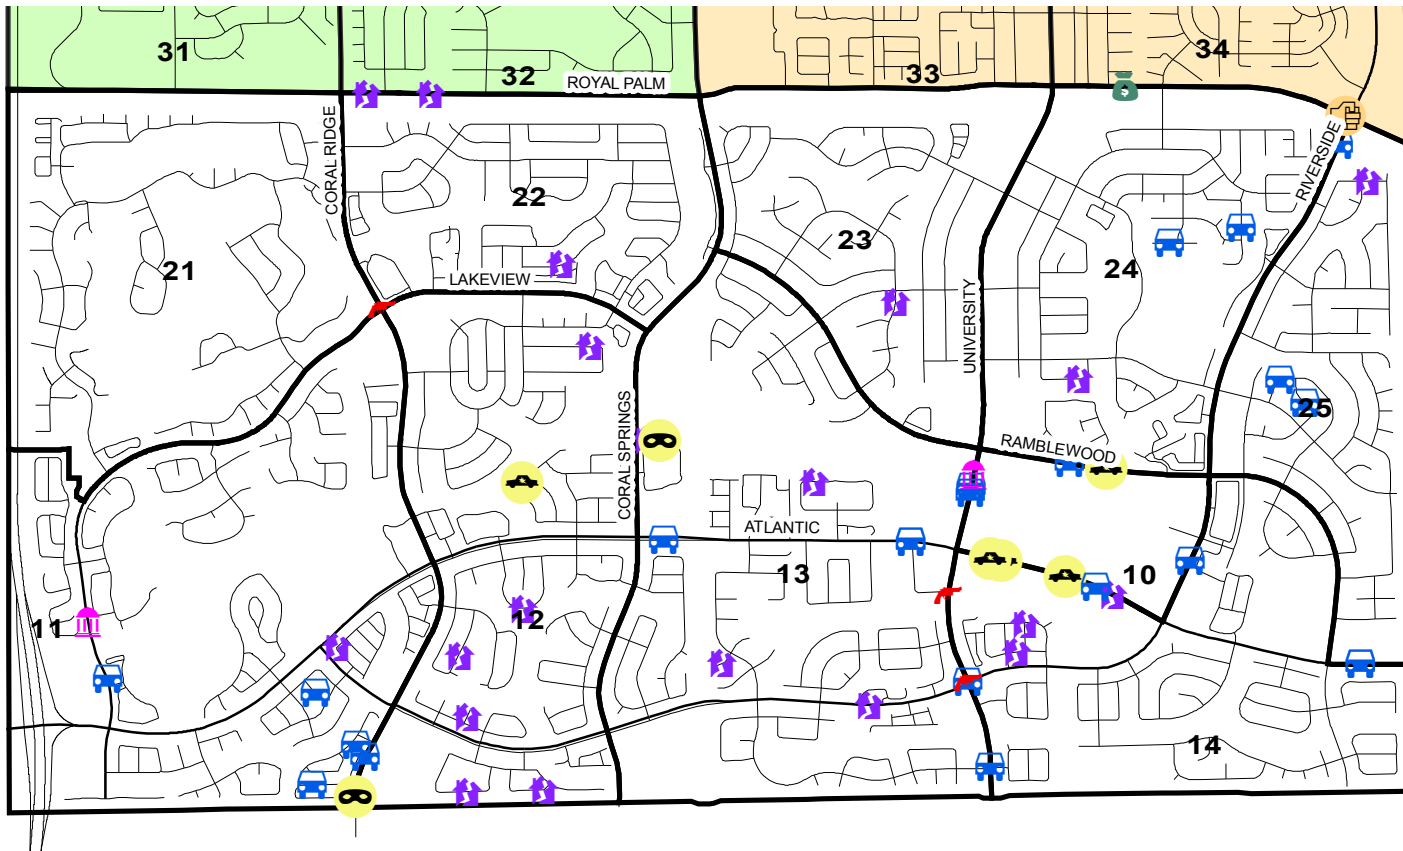 31
32
33
34
ROYAL PALM
CORAL RIDGE
RIVERSIDE
22
23
24
21
LAKEVIEW
UNIVERSITY
CORAL SPRINGS
25
RAMBLEWOOD
ATLANTIC
13
10
12
11
14
$